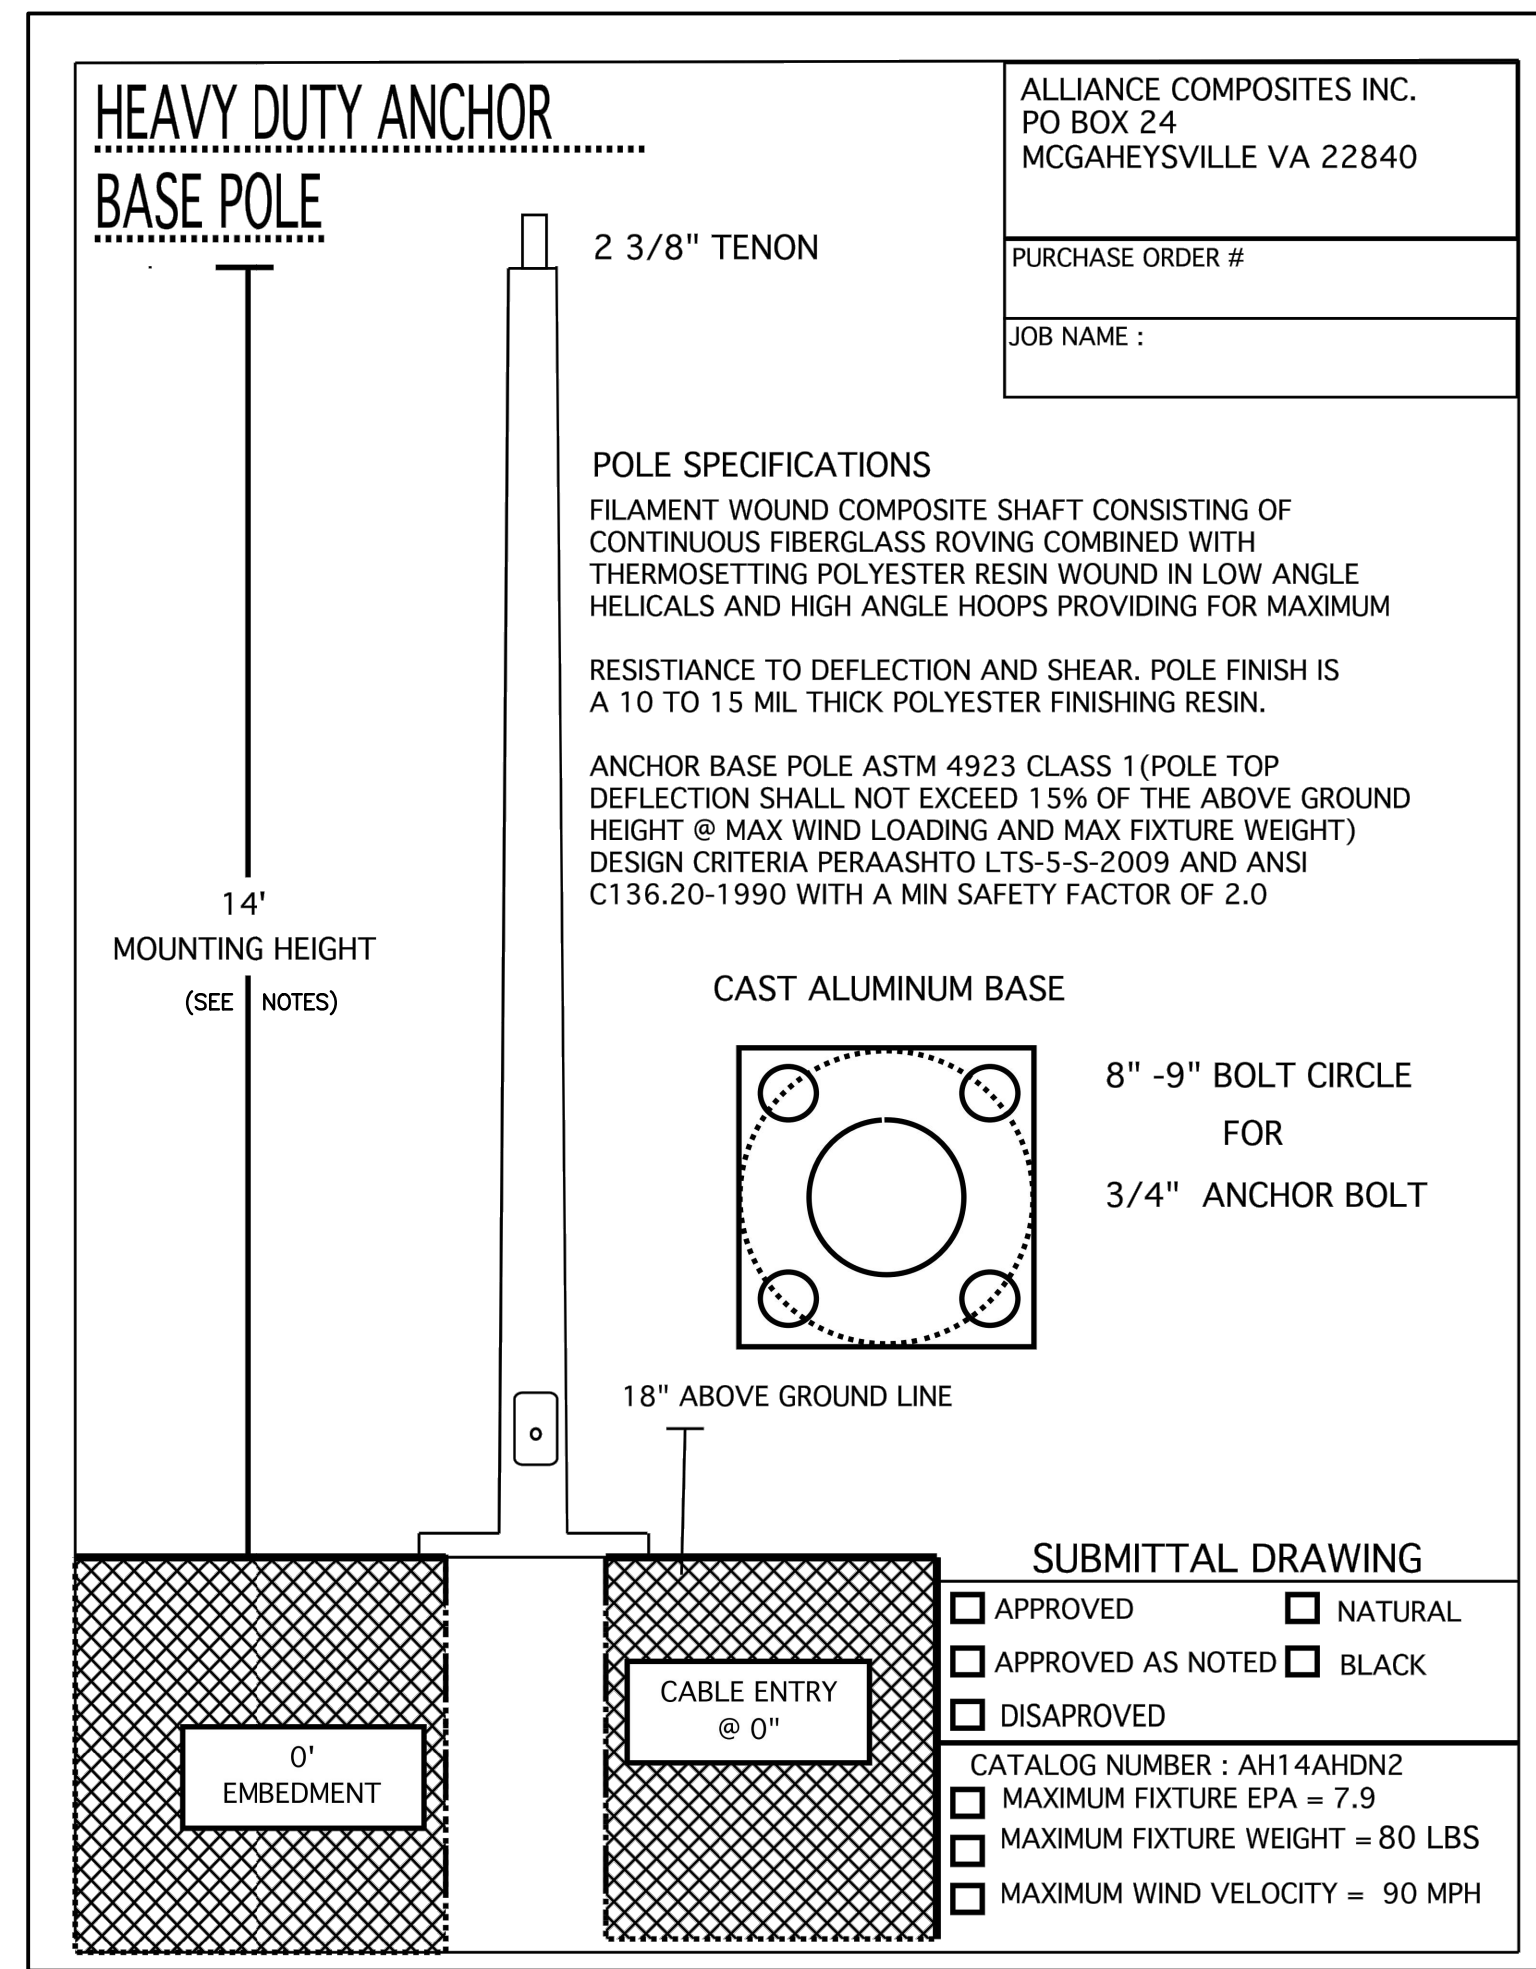 HEAVY DUTY ANCHOR
BASE POLE
ALLIANCE COMPOSITES INC.
PO BOX 24
MCGAHEYSVILLE VA 22840
PURCHASE ORDER #
JOB NAME :
2 3/8" TENON
POLE SPECIFICATIONS
FILAMENT WOUND COMPOSITE SHAFT CONSISTING OF
CONTINUOUS FIBERGLASS ROVING COMBINED WITH
THERMOSETTING POLYESTER RESIN WOUND IN LOW ANGLE
HELICALS AND HIGH ANGLE HOOPS PROVIDING FOR MAXIMUM
RESISTIANCE TO DEFLECTION AND SHEAR. POLE FINISH IS
A 10 TO 15 MIL THICK POLYESTER FINISHING RESIN.
ANCHOR BASE POLE ASTM 4923 CLASS 1(POLE TOP
DEFLECTION SHALL NOT EXCEED 15% OF THE ABOVE GROUND
HEIGHT @ MAX WIND LOADING AND MAX FIXTURE WEIGHT)
DESIGN CRITERIA PERAASHTO LTS-5-S-2009 AND ANSI
C136.20-1990 WITH A MIN SAFETY FACTOR OF 2.0
14'
MOUNTING HEIGHT
(SEE NOTES)
CAST ALUMINUM BASE
8" -9" BOLT CIRCLE
FOR
3/4" ANCHOR BOLT
18" ABOVE GROUND LINE
CABLE ENTRY
@ 0"
0'
EMBEDMENT
SUBMITTAL DRAWING
APPROVED
NATURAL
APPROVED AS NOTED
BLACK
DISAPROVED
CATALOG NUMBER : AH14AHDN2
MAXIMUM FIXTURE EPA = 7.9
MAXIMUM FIXTURE WEIGHT = 80 LBS
MAXIMUM WIND VELOCITY = 90 MPH